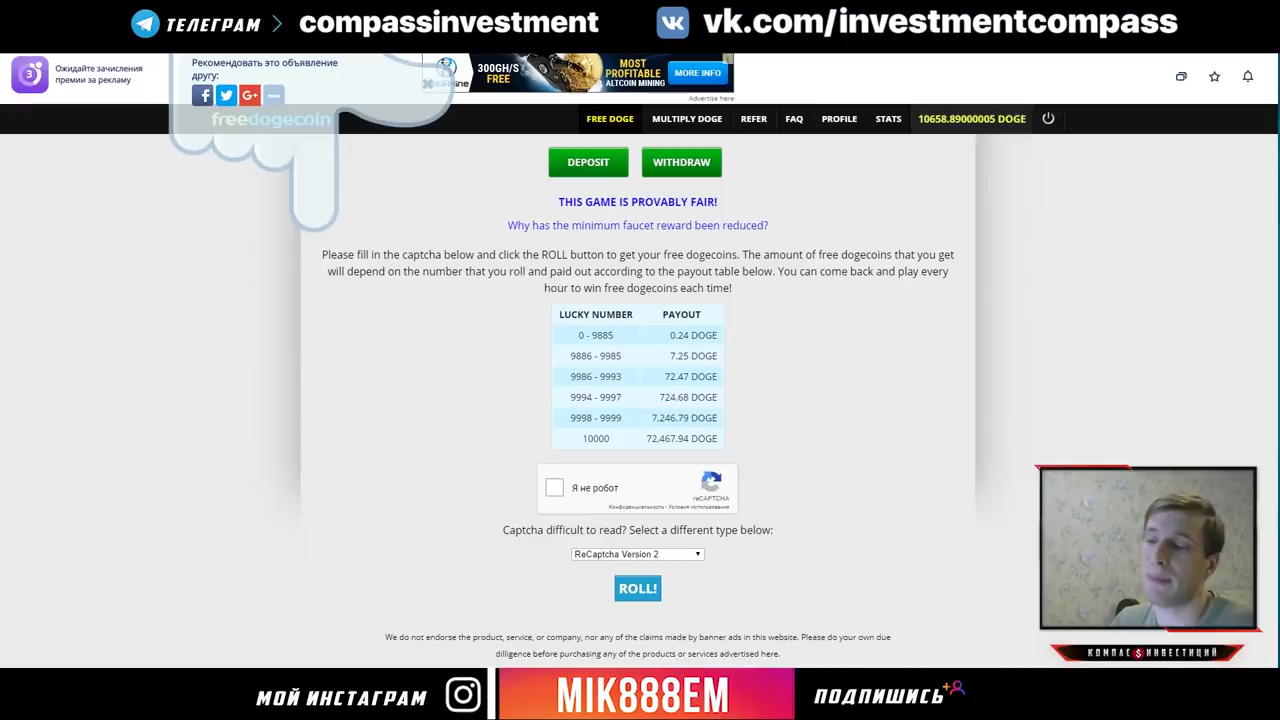 ТЕЛЕГРАМ > compassinvestment
vk.com/investmentcompass
3
Ожидайте зачисления
премии за рекламу
Рекомендовать это объявление
другу:
300GH/S
FREE
MOST
PROFITABLE
ALTCOIN MINING
MORE INFO
Advertise here
freedogecoin
FREE DOGE
MULTIPLY DOGE
REFER
FAQ
PROFILE
STATS
10658.89000005 DOGE
DEPOSIT
WITHDRAW
THIS GAME IS PROVABLY FAIR!
Why has the minimum faucet reward been reduced?
Please fill in the captcha below and click the ROLL button to get your free dogecoins. The amount of free dogecoins that you get
will depend on the number that you roll and paid out according to the payout table below. You can come back and play every
hour to win free dogecoins each time!
LUCKY NUMBER PAYOUT
0 - 9885 0.24 DOGE
9886 - 9985 7.25 DOGE
9986 - 9993 72.47 DOGE
9994 - 9997 724.68 DOGE
9998 - 9999 7,246.79 DOGE
10000 72,467.94 DOGE
Я не робот
reCAPTCHA
Конфиденциальность - Условия использования
Captcha difficult to read? Select a different type below:
ReCaptcha Version 2
ROLL!
We do not endorse the product, service, or company, nor any of the claims made by banner ads in this website. Please do your own due
dilligence before purchasing any of the products or services advertised here.
КОМПАС $ ИНВЕСТИЦИЙ
МОЙ ИНСТАГРАМ
MIK888EM
ПОДПИШИСЬ